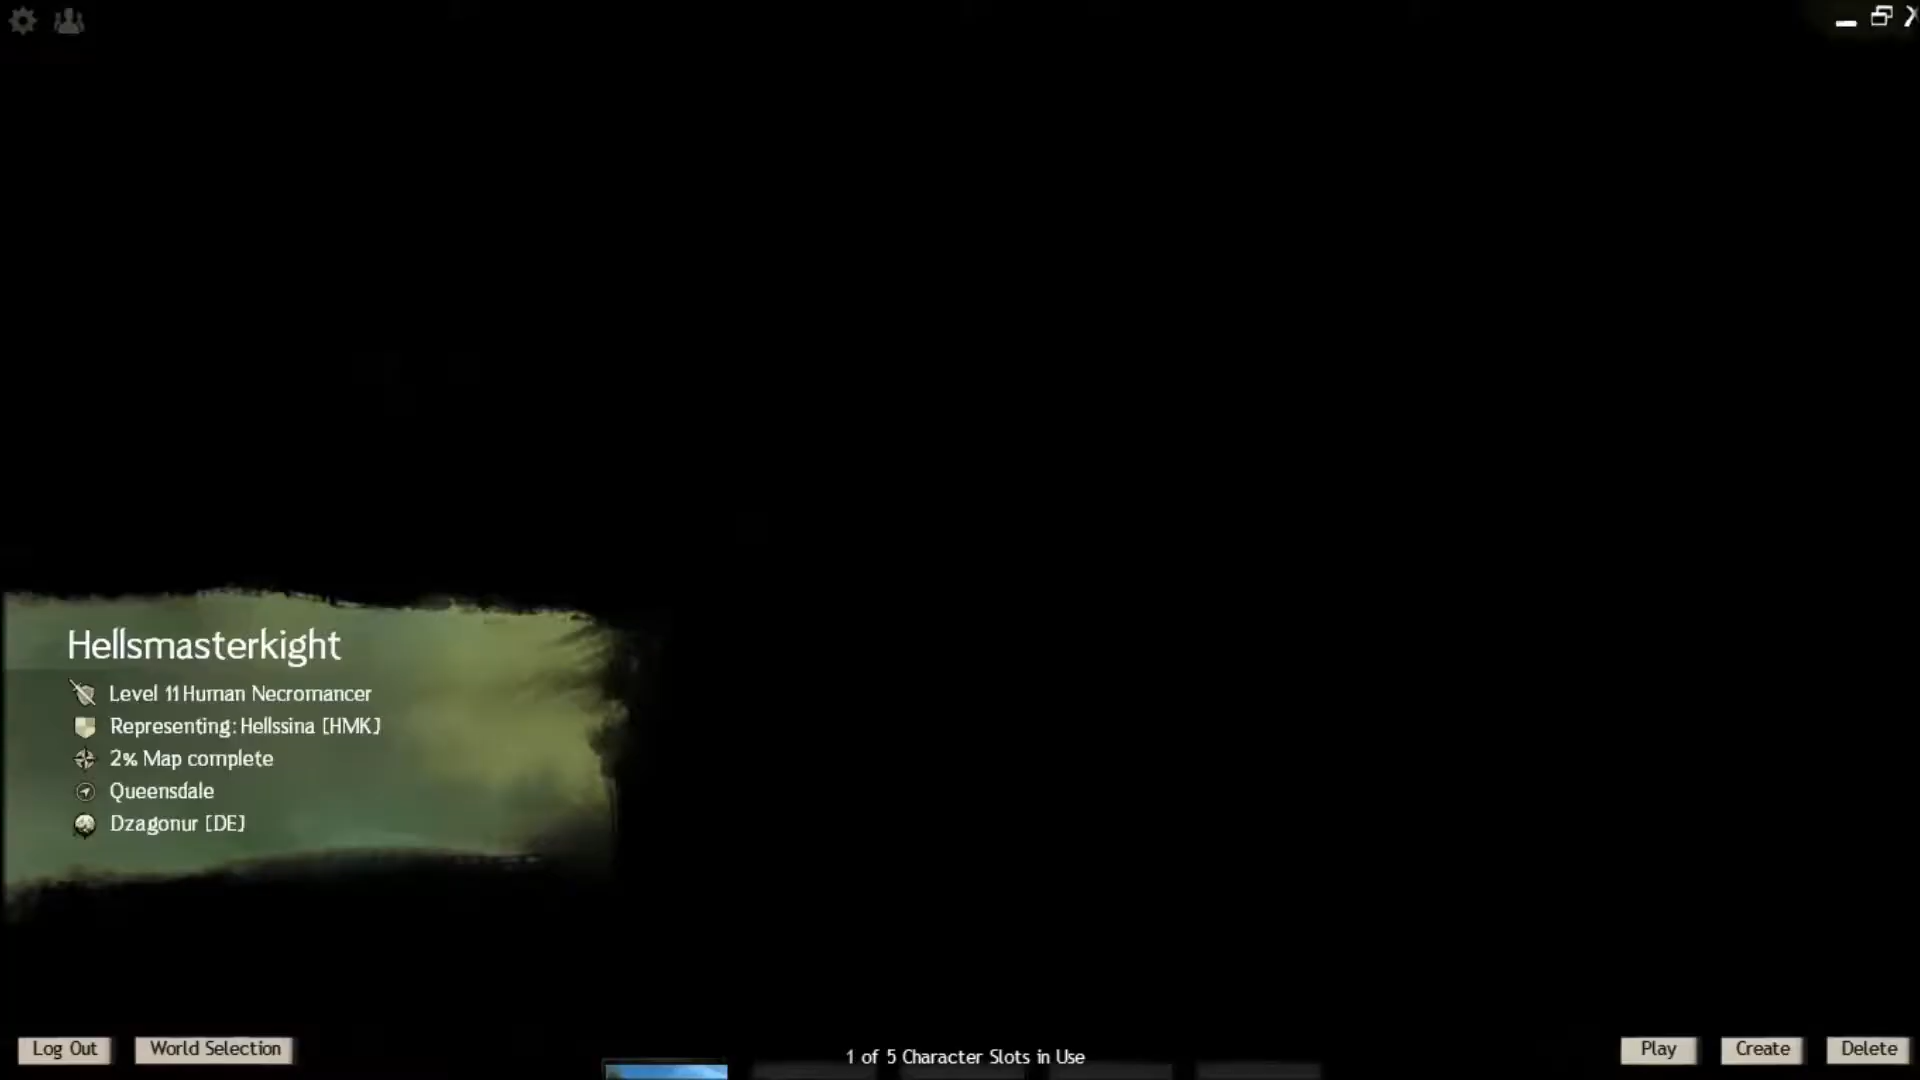 Hellsmasterkight
Level 11 Human Necromancer
Representing: Hellssina [HMK]
2% Map complete
Queensdale
Dzagonur [DE]
Log Out
World Selection
1 of 5 Character Slots in Use
Play
Create
Delete